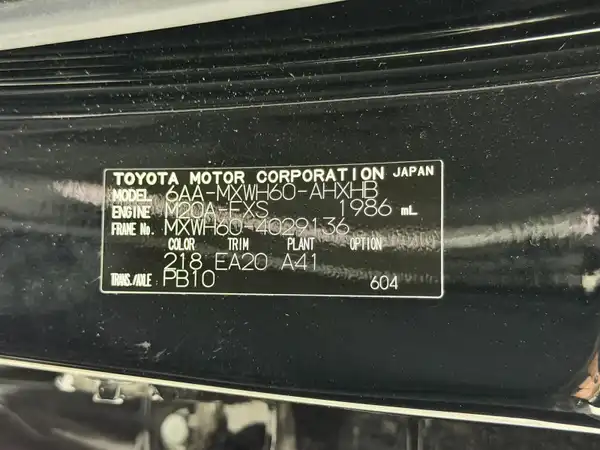 TOYOTA MOTOR CORPORATION JAPAN
MODEL 6AA-MXWH60-AHXHB
ENGINE M20A-FXS 1986 mL
FRAME No. MXWH60-4029136
COLOR TRIM PLANT OPTION
218 EA20 A41
TRANS./AXLE PB10 604